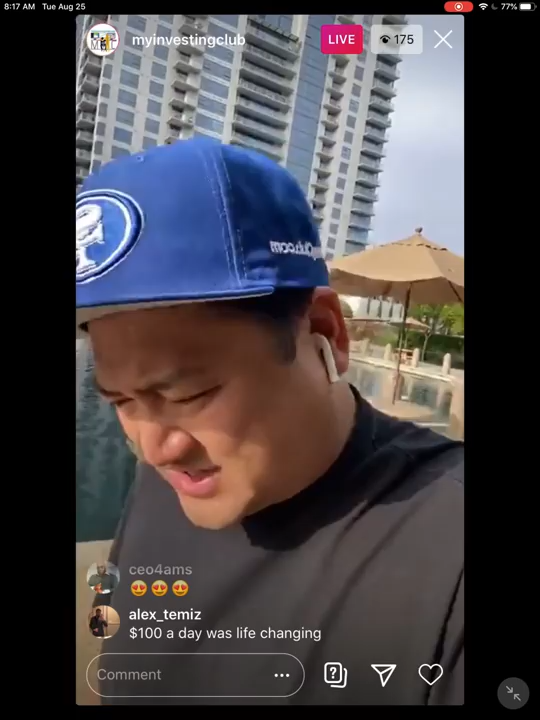 8:17 AM Tue Aug 25
77%
myinvestingclub
LIVE
175
ceo4ams
😍😍😍
alex_temiz
$100 a day was life changing
Comment